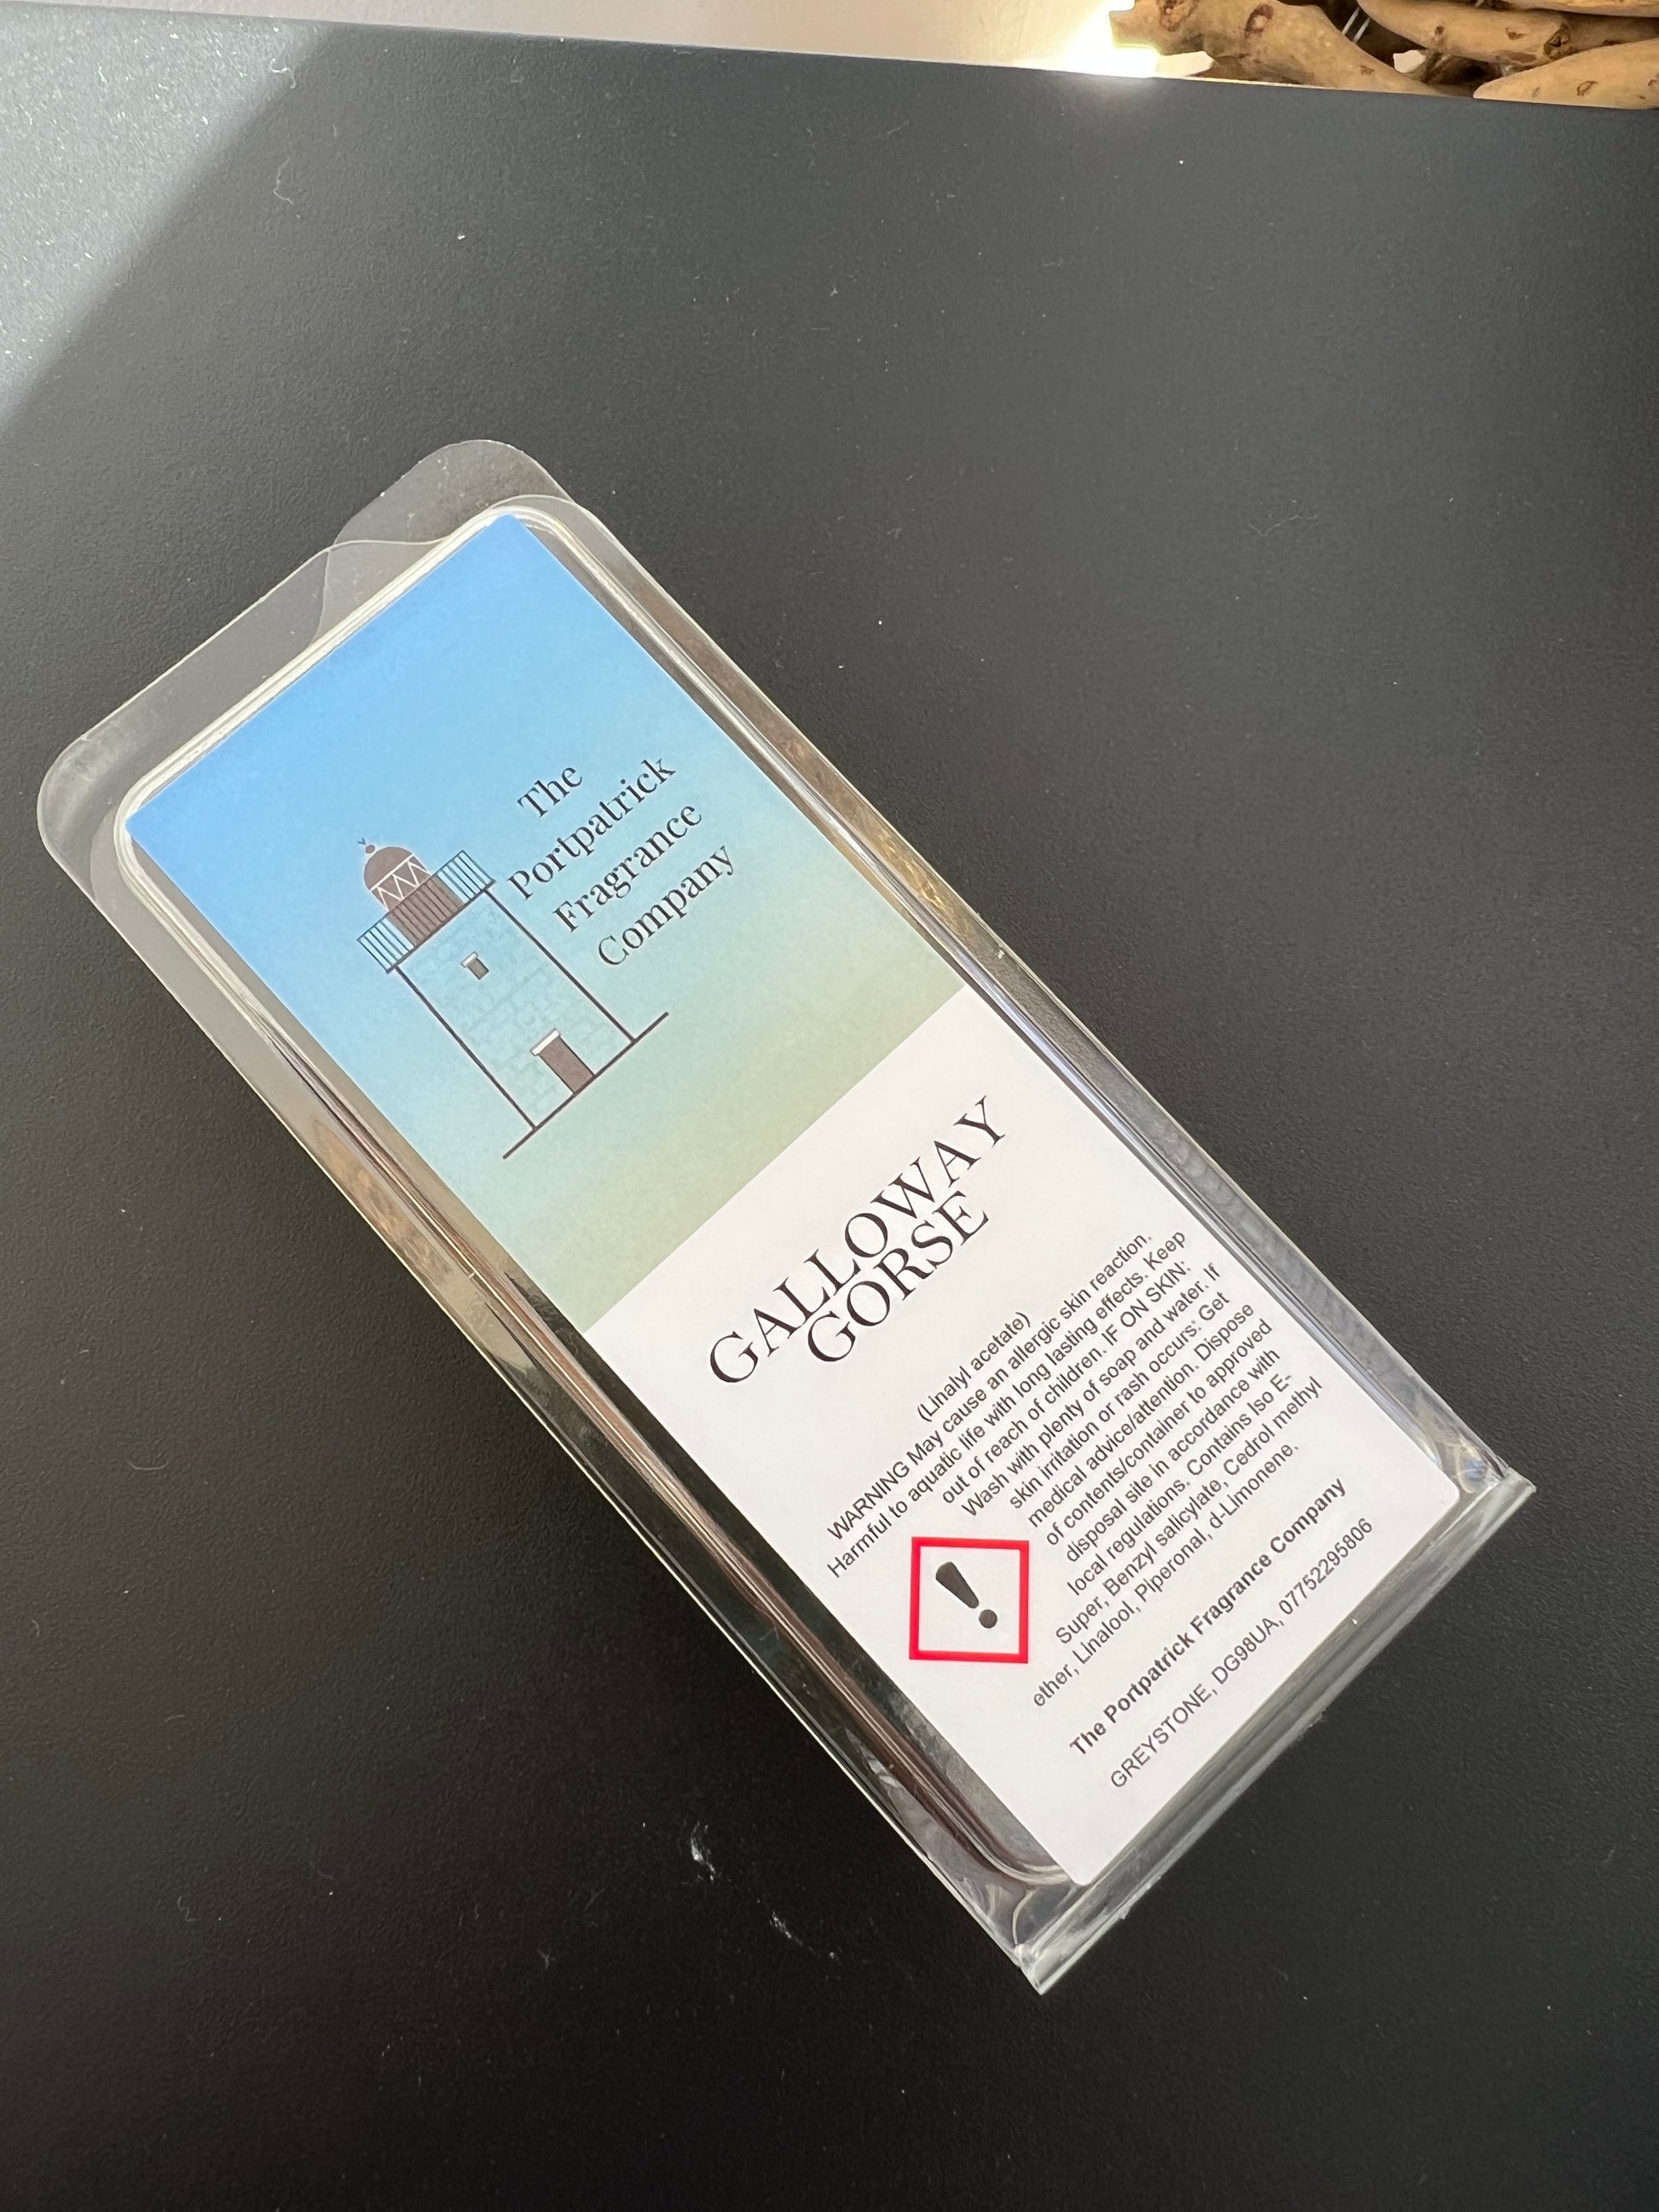 The
Portpatrick
Fragrance
Company
GALLOWAY
GORSE
(Linalyl acetate)
WARNING May cause an allergic skin reaction.
Harmful to aquatic life with long lasting effects. Keep
out of reach of children. IF ON SKIN:
Wash with plenty of soap and water. If
skin irritation or rash occurs: Get
medical advice/attention. Dispose
of contents/container to approved
disposal site in accordance with
local regulations. Contains Iso E-
Super, Benzyl salicylate, Cedrol methyl
ether, Linalool, Piperonal, d-Limonene.
The Portpatrick Fragrance Company
GREYSTONE, DG98UA, 07752295806